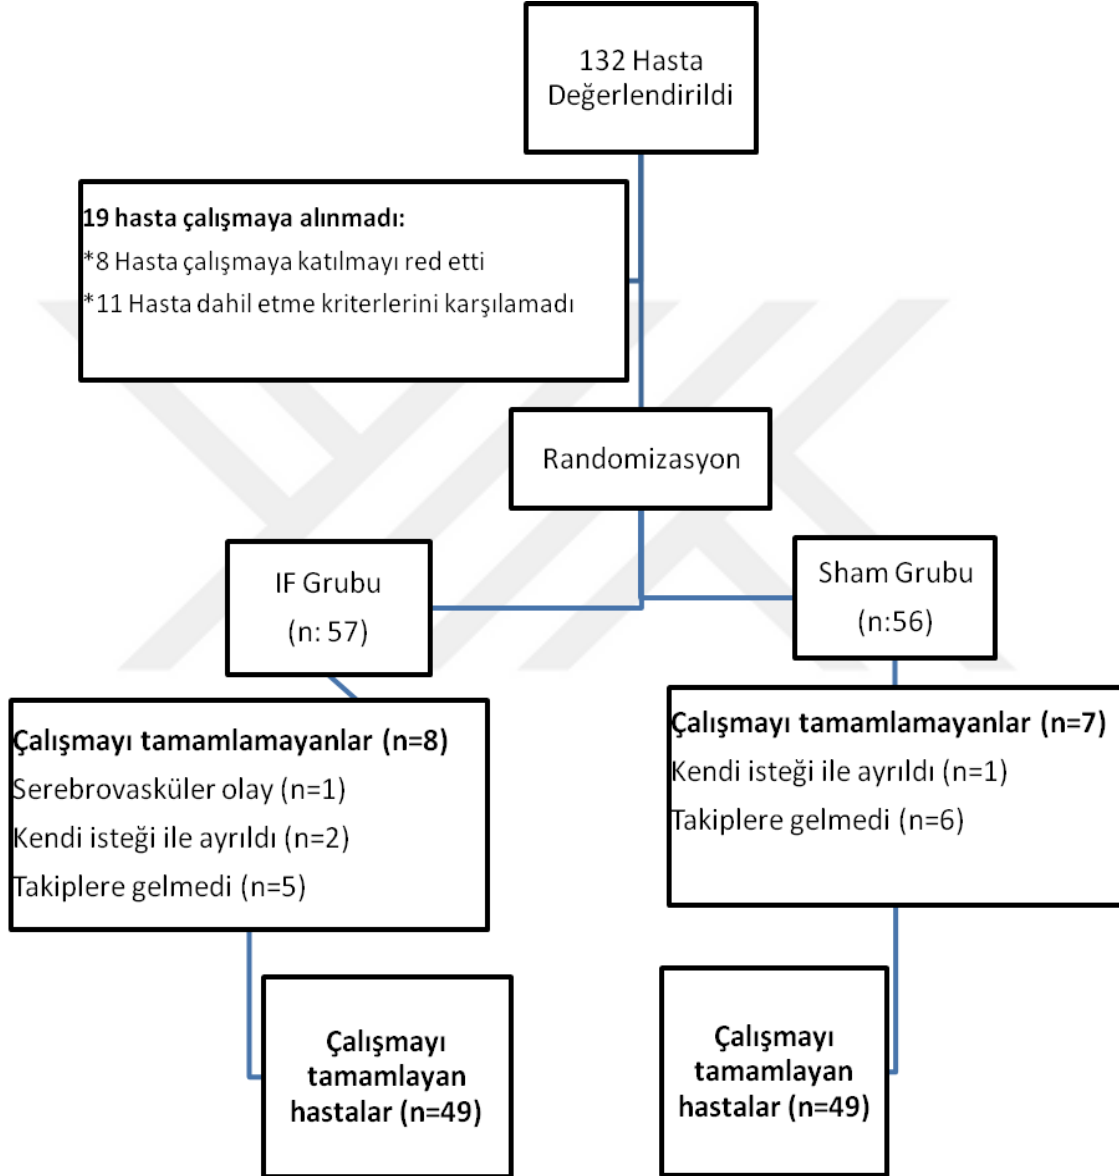 132 Hasta
Değerlendirildi
19 hasta çalışmaya alınmadı:
*8 Hasta çalışmaya katılmayı red etti
*11 Hasta dahil etme kriterlerini karşılamadı
Randomizasyon
IF Grubu
(n: 57)
Sham Grubu
(n:56)
Çalışmayı tamamlamayanlar (n=8)
Serebrovasküler olay (n=1)
Kendi isteği ile ayrıldı (n=2)
Takiplere gelmedi (n=5)
Çalışmayı tamamlamayanlar (n=7)
Kendi isteği ile ayrıldı (n=1)
Takiplere gelmedi (n=6)
Çalışmayı
tamamlayan
hastalar (n=49)
Çalışmayı
tamamlayan
hastalar (n=49)